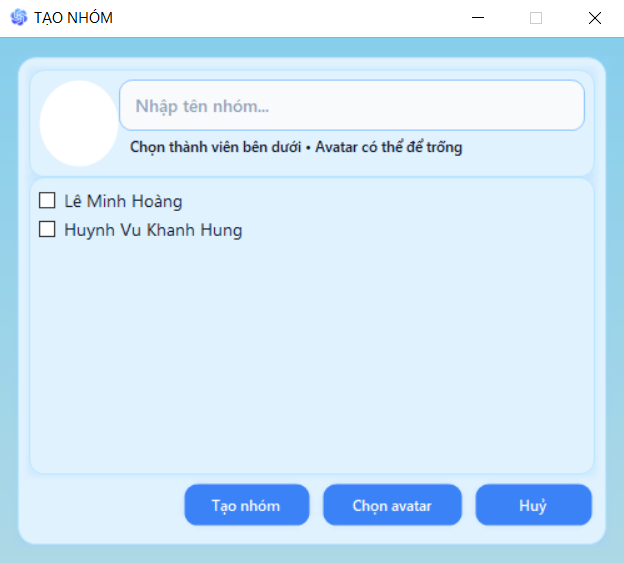 TẠO NHÓM
Nhập tên nhóm...
Chọn thành viên bên dưới • Avatar có thể để trống
Lê Minh Hoàng
Huynh Vu Khanh Hung
Tạo nhóm
Chọn avatar
Huỷ